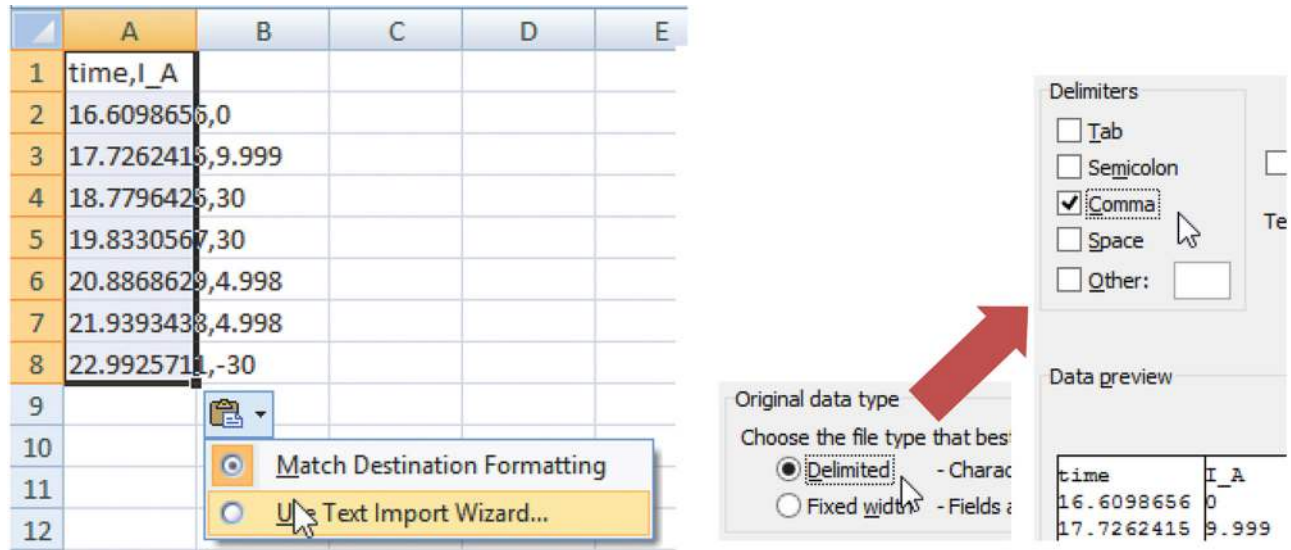 A B C D E
1 time,I_A
2 16.6098656,0
3 17.7262415,9.999
4 18.7796425,30
5 19.8330567,30
6 20.8868629,4.998
7 21.9393438,4.998
8 22.9925711,-30
9
10
11
12
Match Destination Formatting
Use Text Import Wizard...
Original data type
Choose the file type that bes
Delimited - Charac
Fixed width - Fields a
Delimiters
Tab
Semicolon
Comma
Space
Other:
Te
Data preview
time I_A
16.6098656 0
17.7262415 9.999